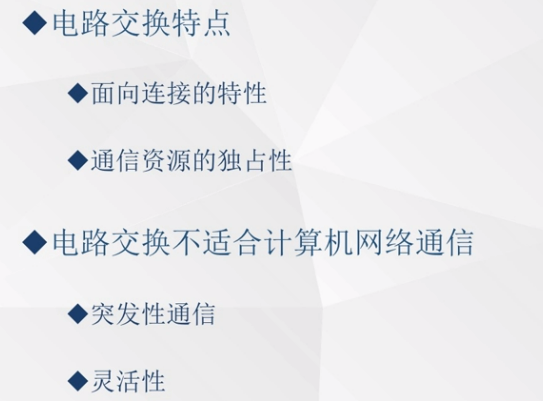 ◆电路交换特点
◆面向连接的特性
◆通信资源的独占性
◆电路交换不适合计算机网络通信
◆突发性通信
◆灵活性